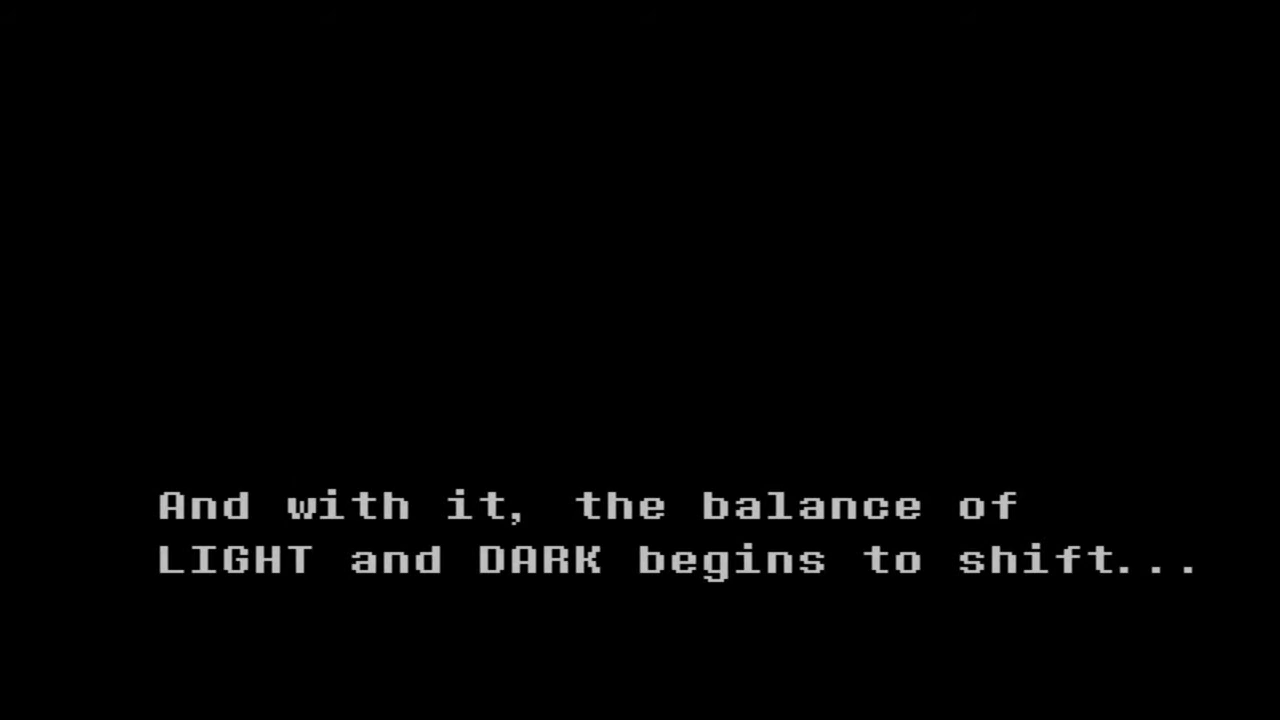 And with it, the balance of
LIGHT and DARK begins to shift...